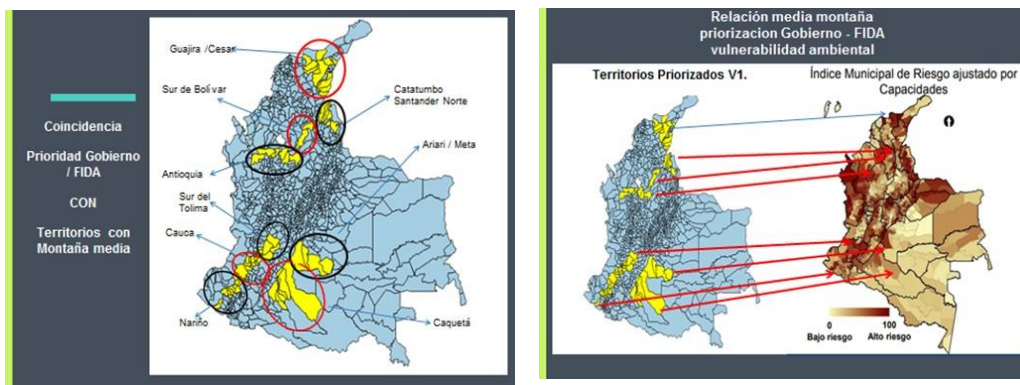 Coincidencia
Prioridad Gobierno
/ FIDA
CON
Territorios con
Montaña media
Guajira /Cesar
Sur de Bolívar
Catatumbo
Santander Norte
Ariari / Meta
Antioquia
Sur del
Tolima
Cauca
Nariño
Caquetá
Relación media montaña
priorizacion Gobierno - FIDA
vulnerabilidad ambiental
Territorios Priorizados V1.
Índice Municipal de Riesgo ajustado por
Capacidades
0
100
Bajo riesgo
Alto riesgo